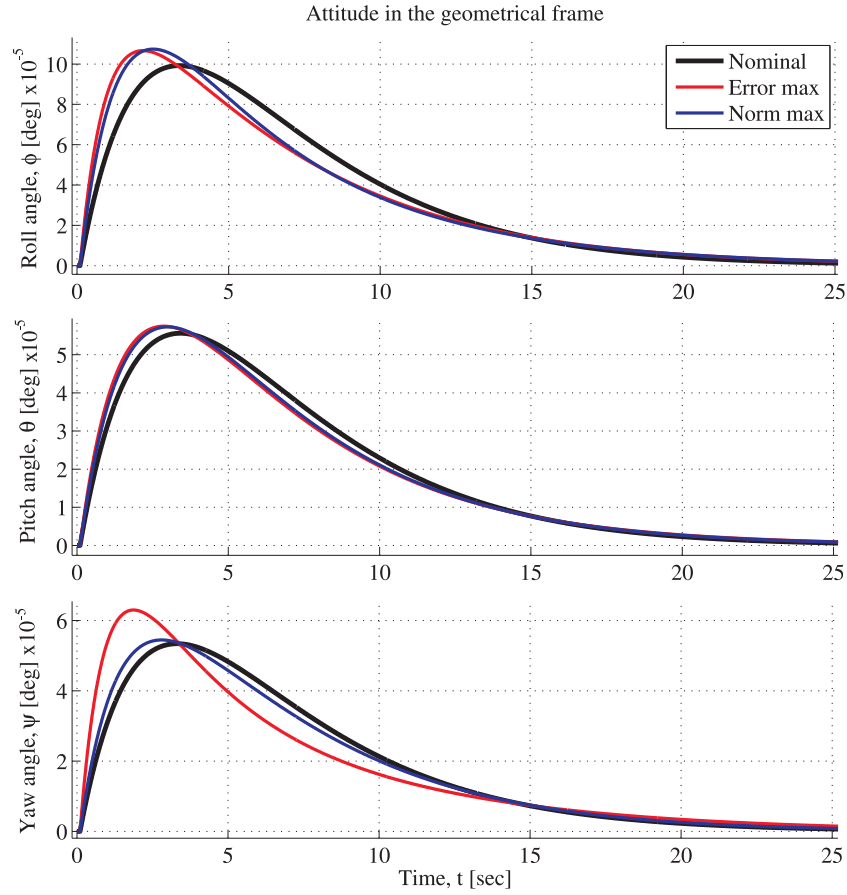 Attitude in the geometrical frame
Roll angle, ϕ [deg] x10⁻⁵
10
8
6
4
2
0
0 5 10 15 20 25
Nominal
Error max
Norm max
Pitch angle, θ [deg] x10⁻⁵
5
4
3
2
1
0
0 5 10 15 20 25
Yaw angle, ψ [deg] x10⁻⁵
6
4
2
0
0 5 10 15 20 25
Time, t [sec]